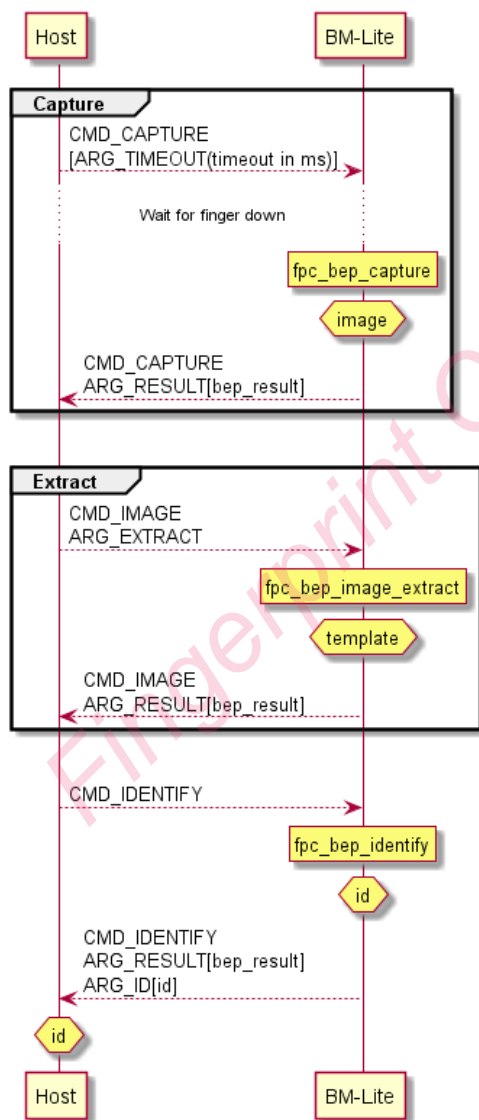 Host
BM-Lite
Capture
CMD_CAPTURE
[ARG_TIMEOUT(timeout in ms)]
Wait for finger down
fpc_bep_capture
image
CMD_CAPTURE
ARG_RESULT[bep_result]
Extract
CMD_IMAGE
ARG_EXTRACT
fpc_bep_image_extract
template
CMD_IMAGE
ARG_RESULT[bep_result]
CMD_IDENTIFY
fpc_bep_identify
id
CMD_IDENTIFY
ARG_RESULT[bep_result]
ARG_ID[id]
id
Host
BM-Lite
Fingerprint C